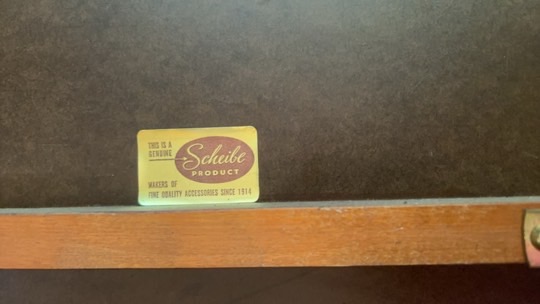 THIS IS A
GENUINE
Scheibe
PRODUCT
MAKERS OF
FINE QUALITY ACCESSORIES SINCE 1914